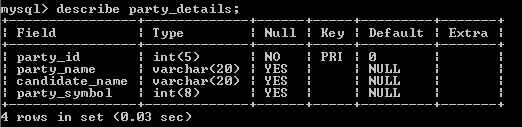 mysql> describe party_details;
+----------------+-------------+------+-----+---------+-------+
| Field          | Type        | Null | Key | Default | Extra |
+----------------+-------------+------+-----+---------+-------+
| party_id       | int(5)      | NO   | PRI | 0       |       |
| party_name     | varchar(20) | YES  |     | NULL    |       |
| candidate_name | varchar(20) | YES  |     | NULL    |       |
| party_symbol   | int(8)      | YES  |     | NULL    |       |
+----------------+-------------+------+-----+---------+-------+
4 rows in set (0.03 sec)